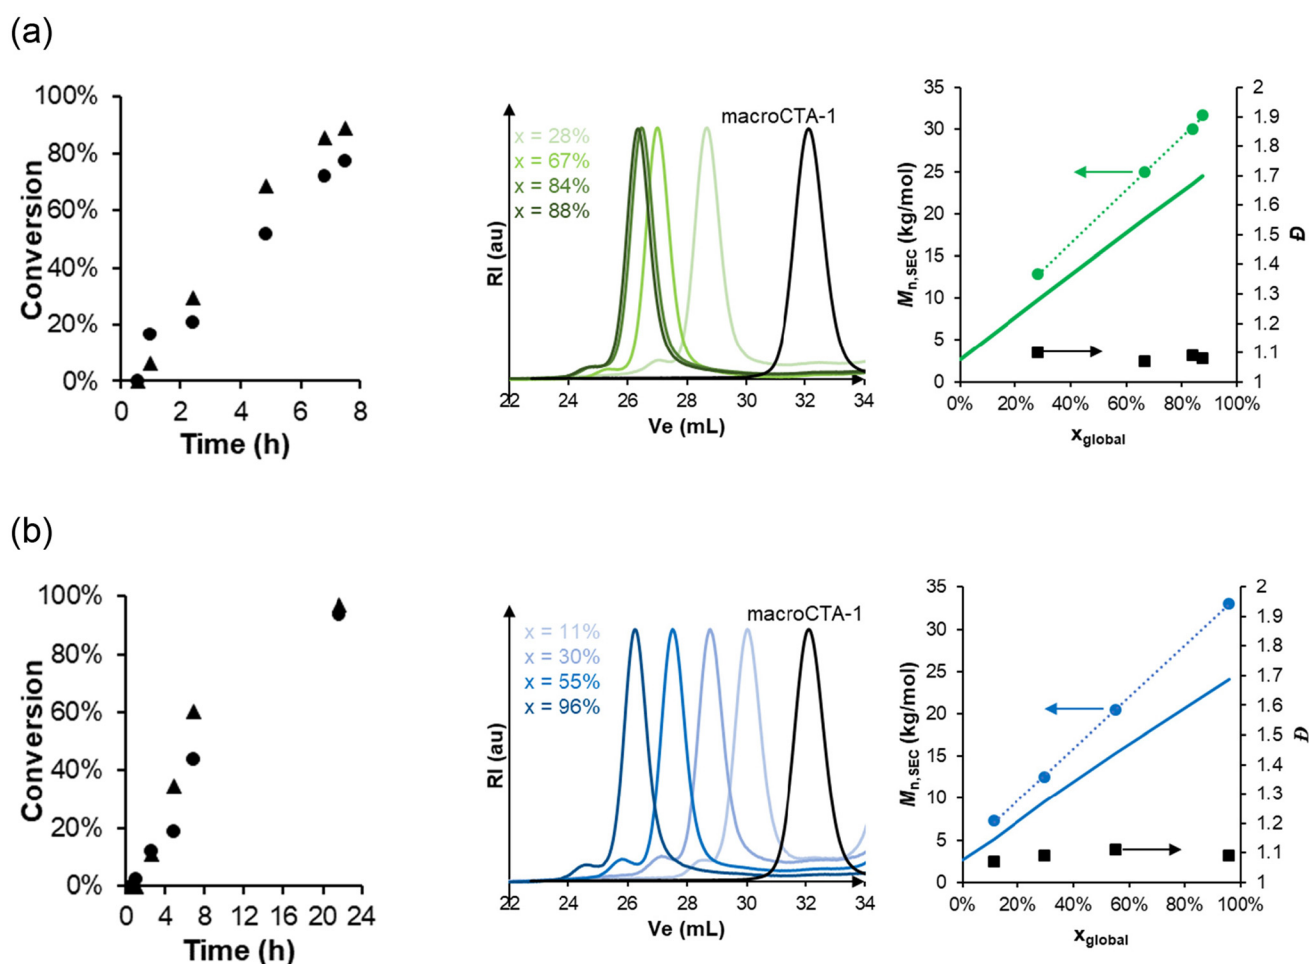 (a)
100%
80%
60%
40%
20%
0%
Conversion
0 2 4 6 8
Time (h)
macroCTA-1
x = 28%
x = 67%
x = 84%
x = 88%
RI (au)
22 24 26 28 30 32 34
Ve (mL)
35
30
25
20
15
10
5
0
Mn,SEC (kg/mol)
2
1.9
1.8
1.7
1.6
1.5
1.4
1.3
1.2
1.1
1
Đ
0% 20% 40% 60% 80% 100%
xglobal
(b)
100%
80%
60%
40%
20%
0%
Conversion
0 4 8 12 16 20 24
Time (h)
macroCTA-1
x = 11%
x = 30%
x = 55%
x = 96%
RI (au)
22 24 26 28 30 32 34
Ve (mL)
35
30
25
20
15
10
5
0
Mn,SEC (kg/mol)
2
1.9
1.8
1.7
1.6
1.5
1.4
1.3
1.2
1.1
1
Đ
0% 20% 40% 60% 80% 100%
xglobal